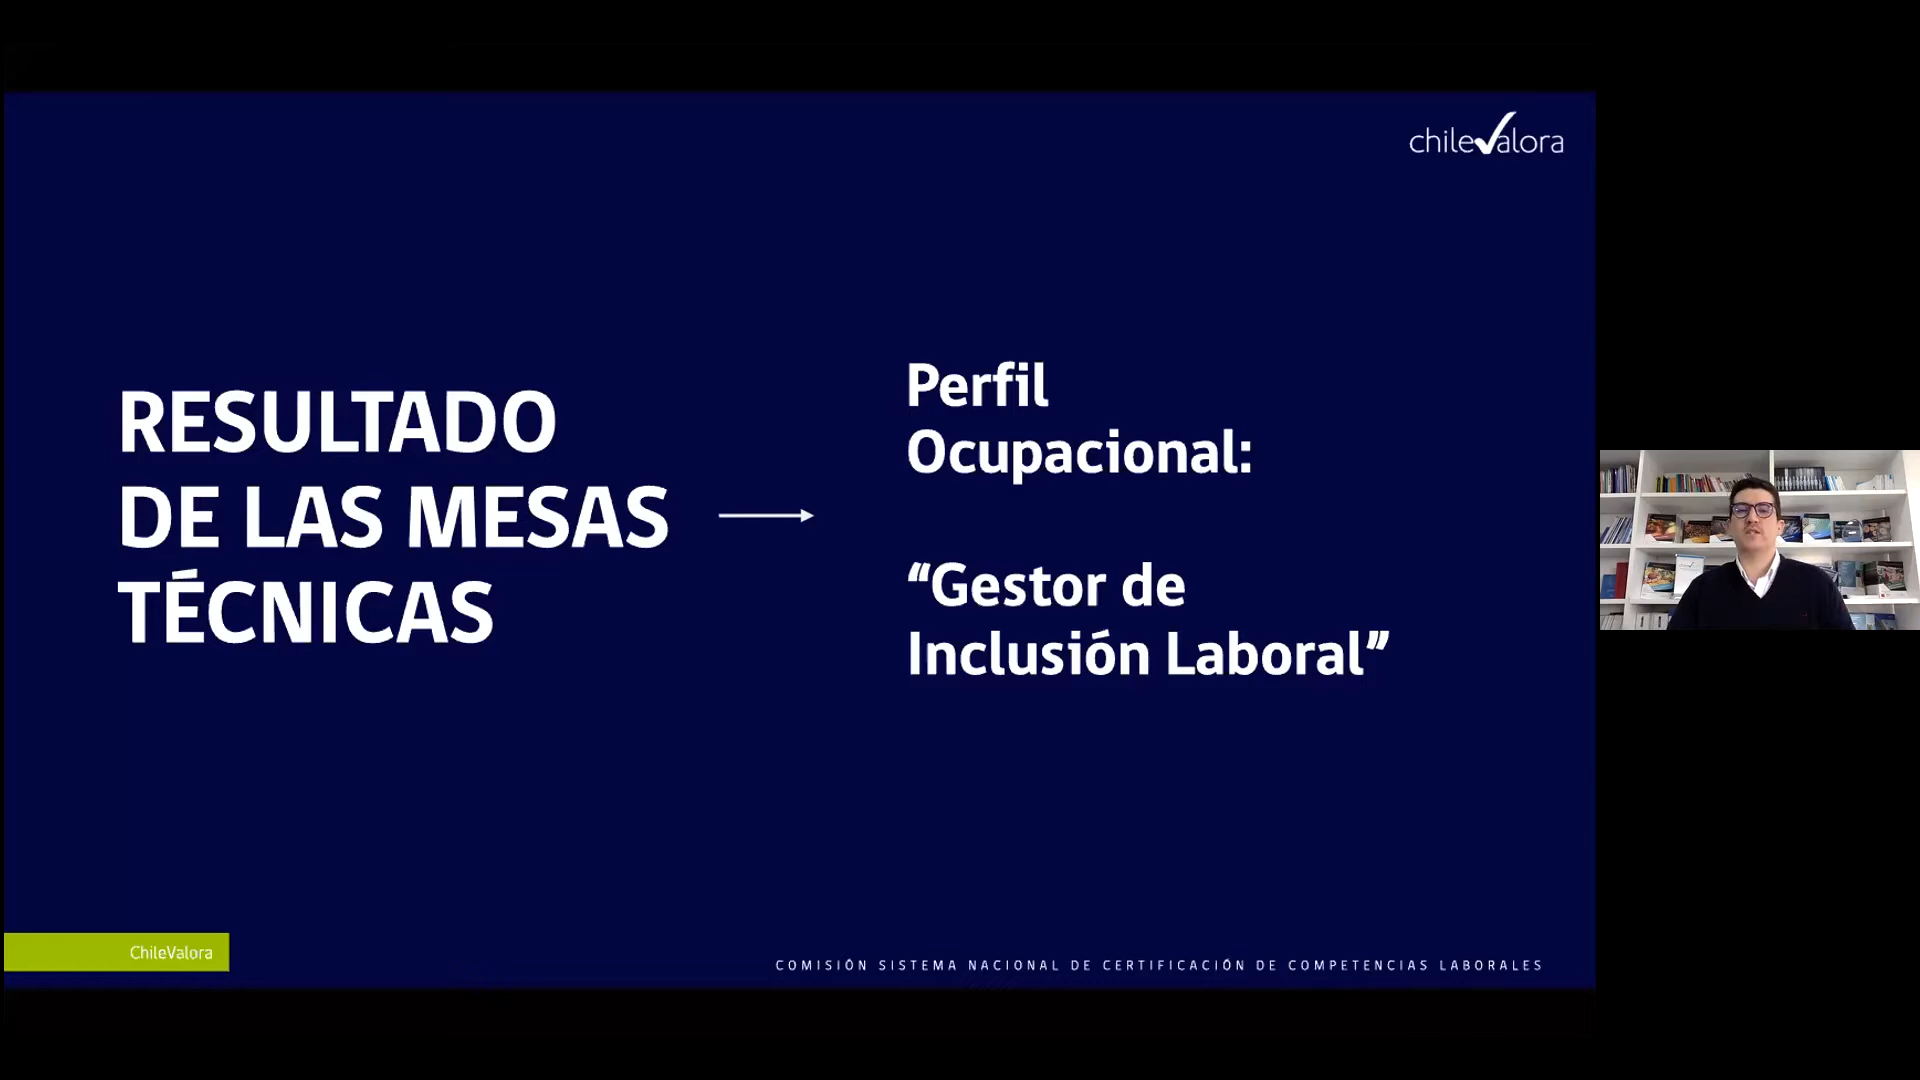 chileValora
RESULTADO
DE LAS MESAS
TÉCNICAS
Perfil
Ocupacional:
“Gestor de
Inclusión Laboral”
ChileValora
COMISIÓN SISTEMA NACIONAL DE CERTIFICACIÓN DE COMPETENCIAS LABORALES